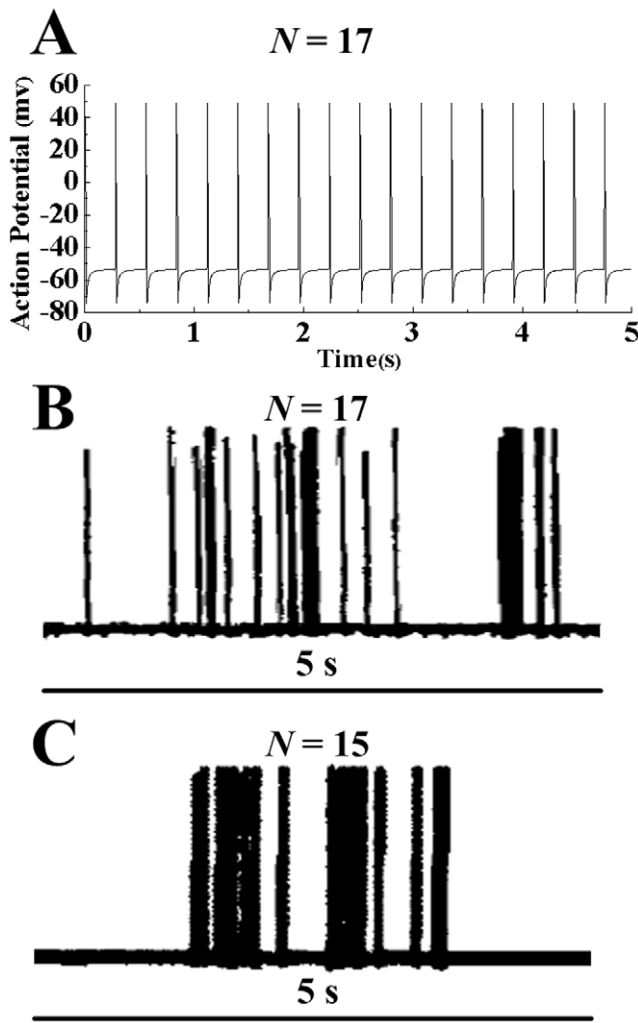 A
N = 17
Action Potential (mv)
60
40
20
0
-20
-40
-60
-80
0 1 2 3 4 5
Time(s)
B
N = 17
5 s
C
N = 15
5 s